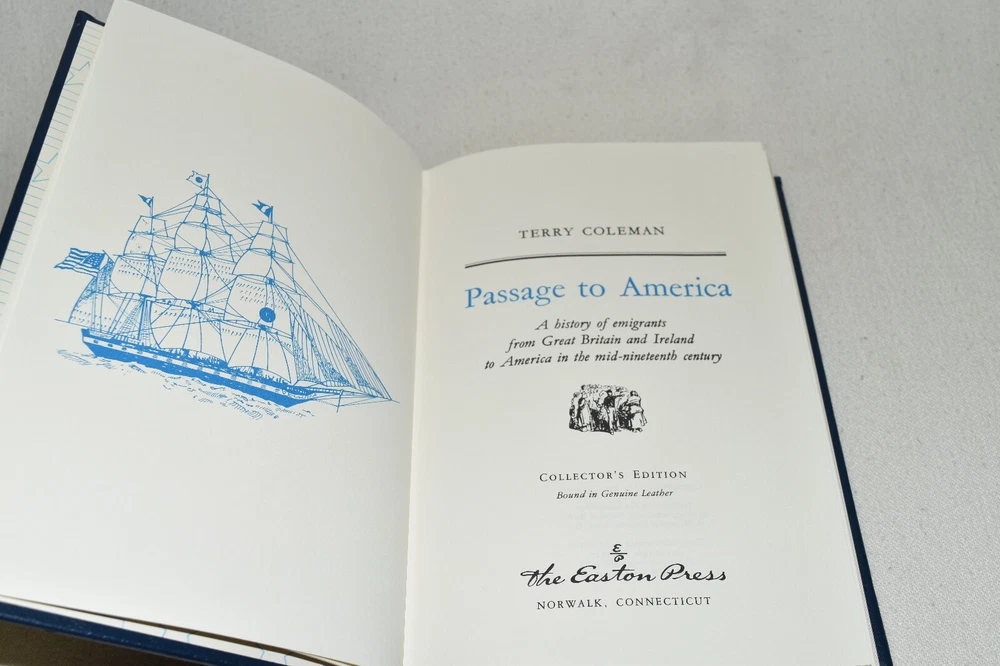 TERRY COLEMAN
Passage to America
A history of emigrants
from Great Britain and Ireland
to America in the mid-nineteenth century
COLLECTOR'S EDITION
Bound in Genuine Leather
E
P
The Easton Press
NORWALK, CONNECTICUT